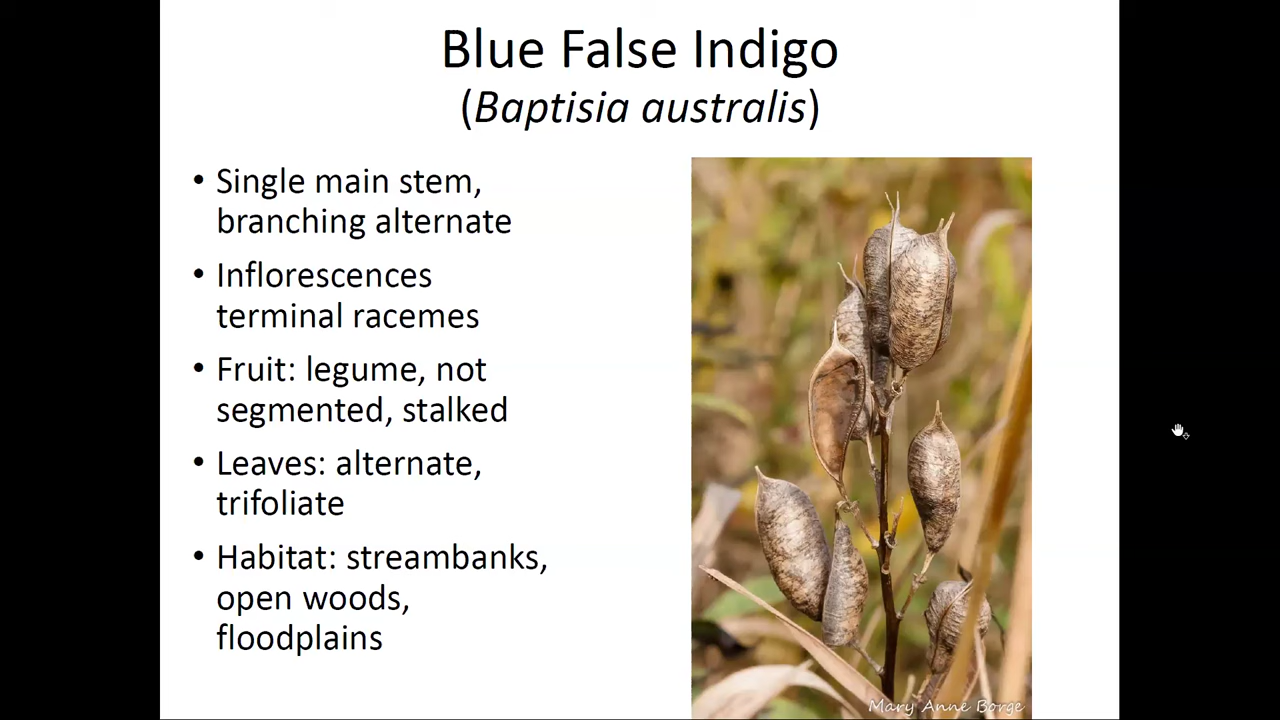 Blue False Indigo
(Baptisia australis)
• Single main stem,
branching alternate
• Inflorescences
terminal racemes
• Fruit: legume, not
segmented, stalked
• Leaves: alternate,
trifoliate
• Habitat: streambanks,
open woods,
floodplains
Mary Anne Borge